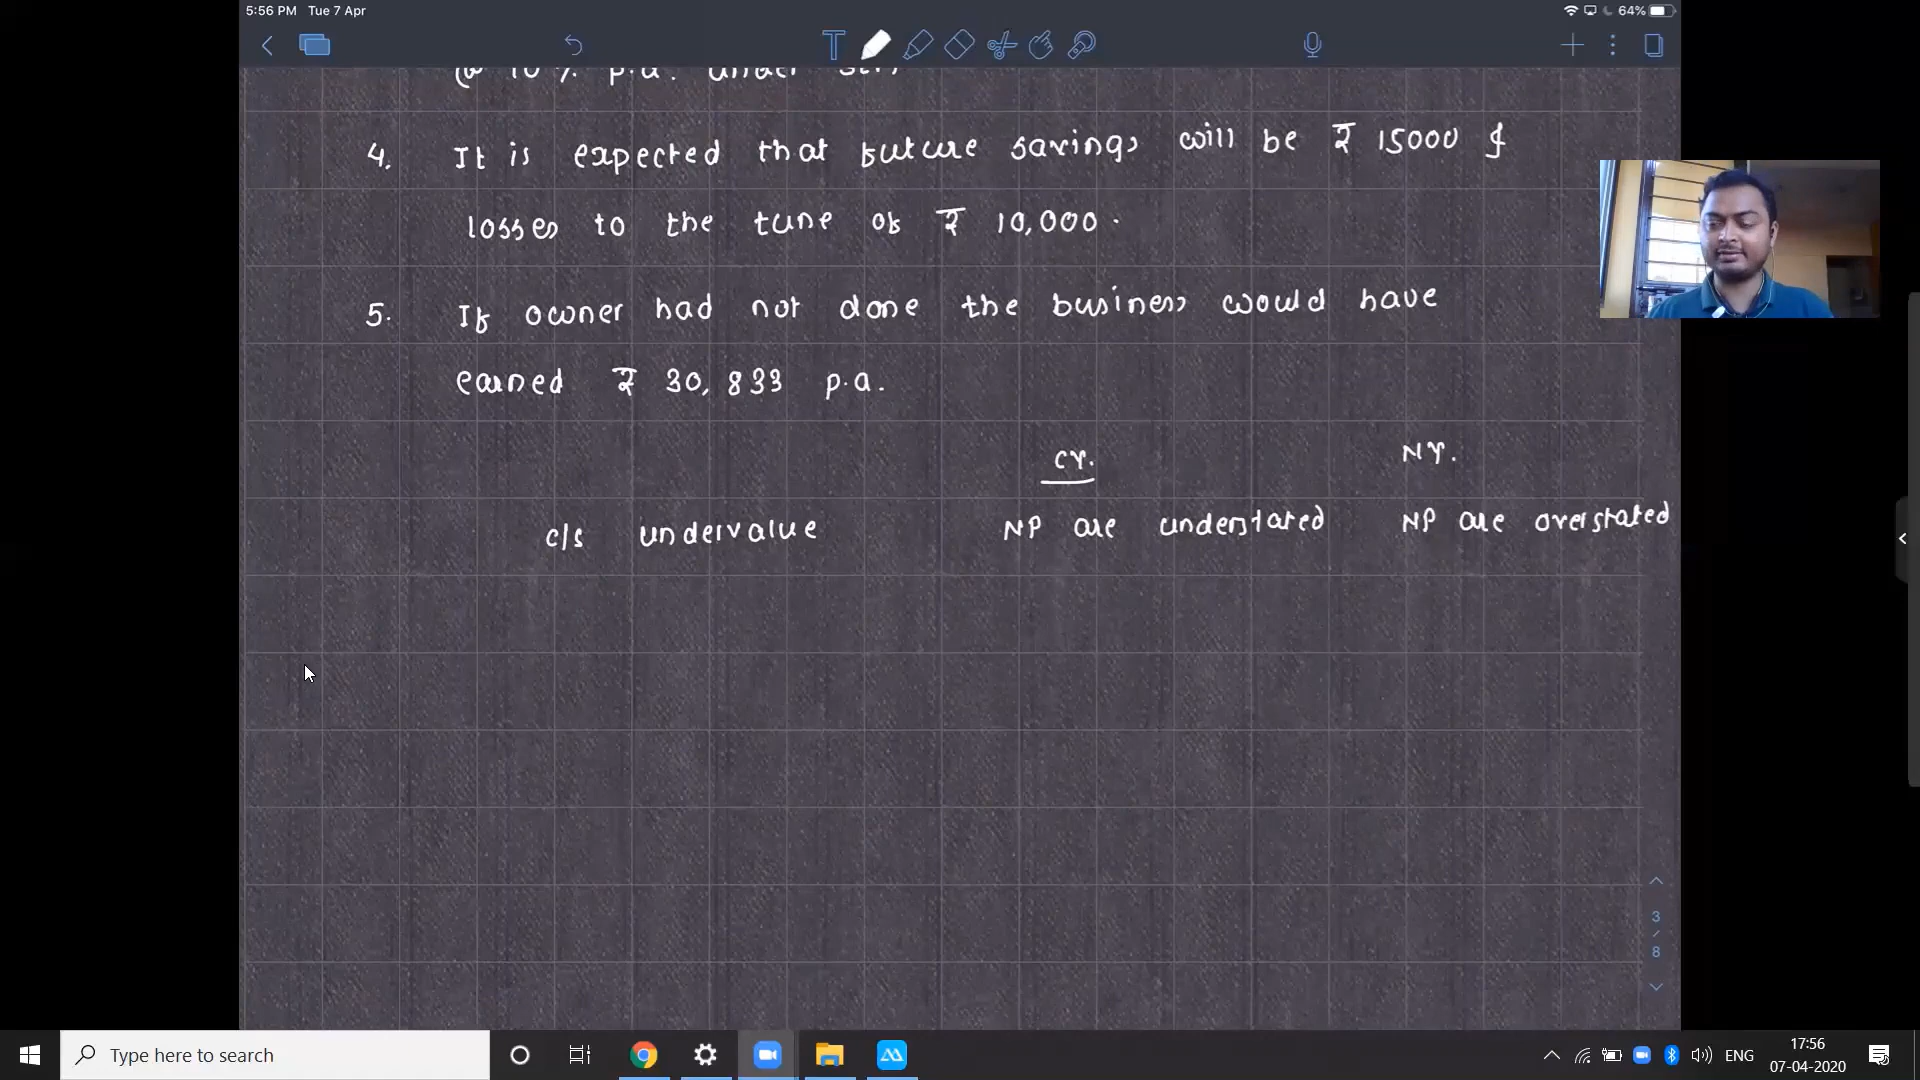 5:56 PM Tue 7 Apr
64%
@ 10% p.a. under
4. It is expected that future savings will be ₹ 15000 &
losses to the tune of ₹ 10,000.
5. If owner had not done the business would have
earned ₹ 30,833 p.a.
CY. NY.
c/s undervalue NP are understated NP are overstated
3
/
8
Type here to search
ENG
17:56
07-04-2020